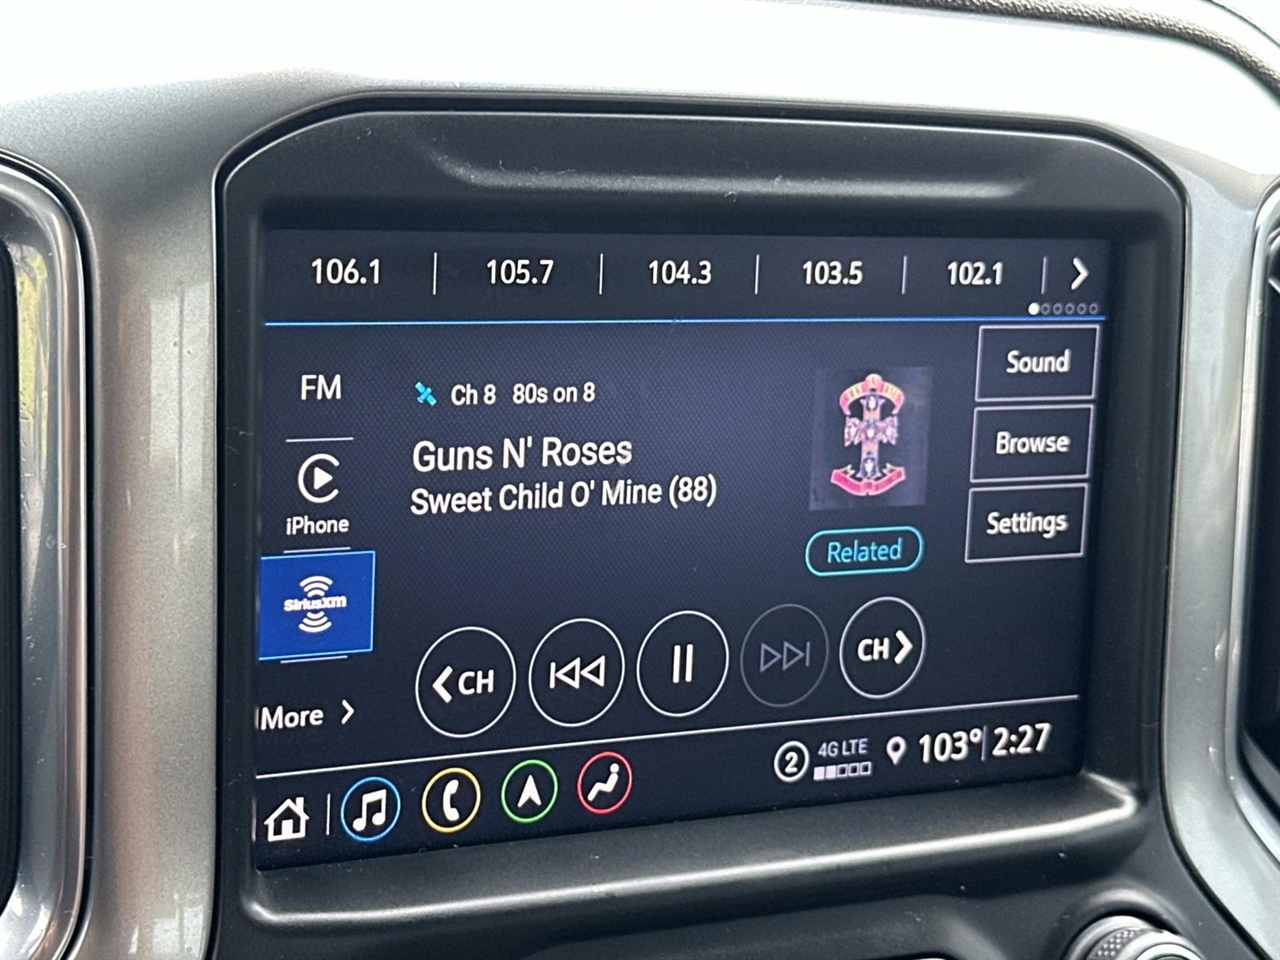 106.1 105.7 104.3 103.5 102.1
FM
iPhone
SiriusXM
More
Ch 8 80s on 8
Guns N' Roses
Sweet Child O' Mine (88)
Related
Sound
Browse
Settings
CH
CH
2 4G LTE 103° 2:27